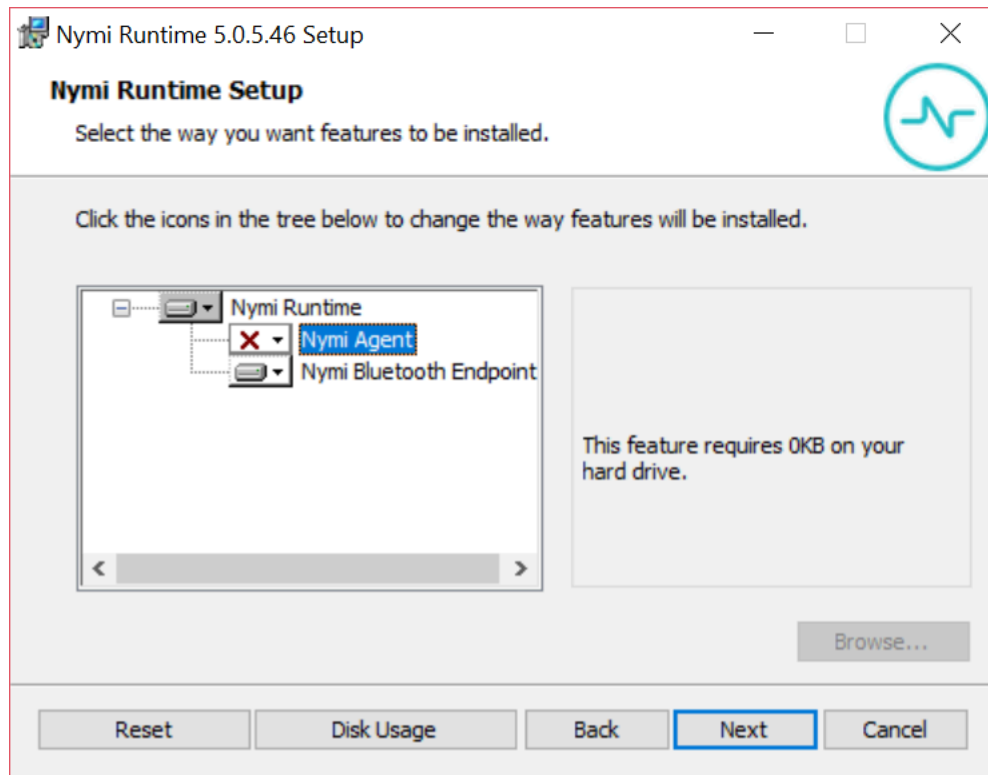 Nymi Runtime 5.0.5.46 Setup
Nymi Runtime Setup
Select the way you want features to be installed.
Click the icons in the tree below to change the way features will be installed.
Nymi Runtime
Nymi Agent
Nymi Bluetooth Endpoint
This feature requires 0KB on your
hard drive.
Browse...
Reset Disk Usage Back Next Cancel